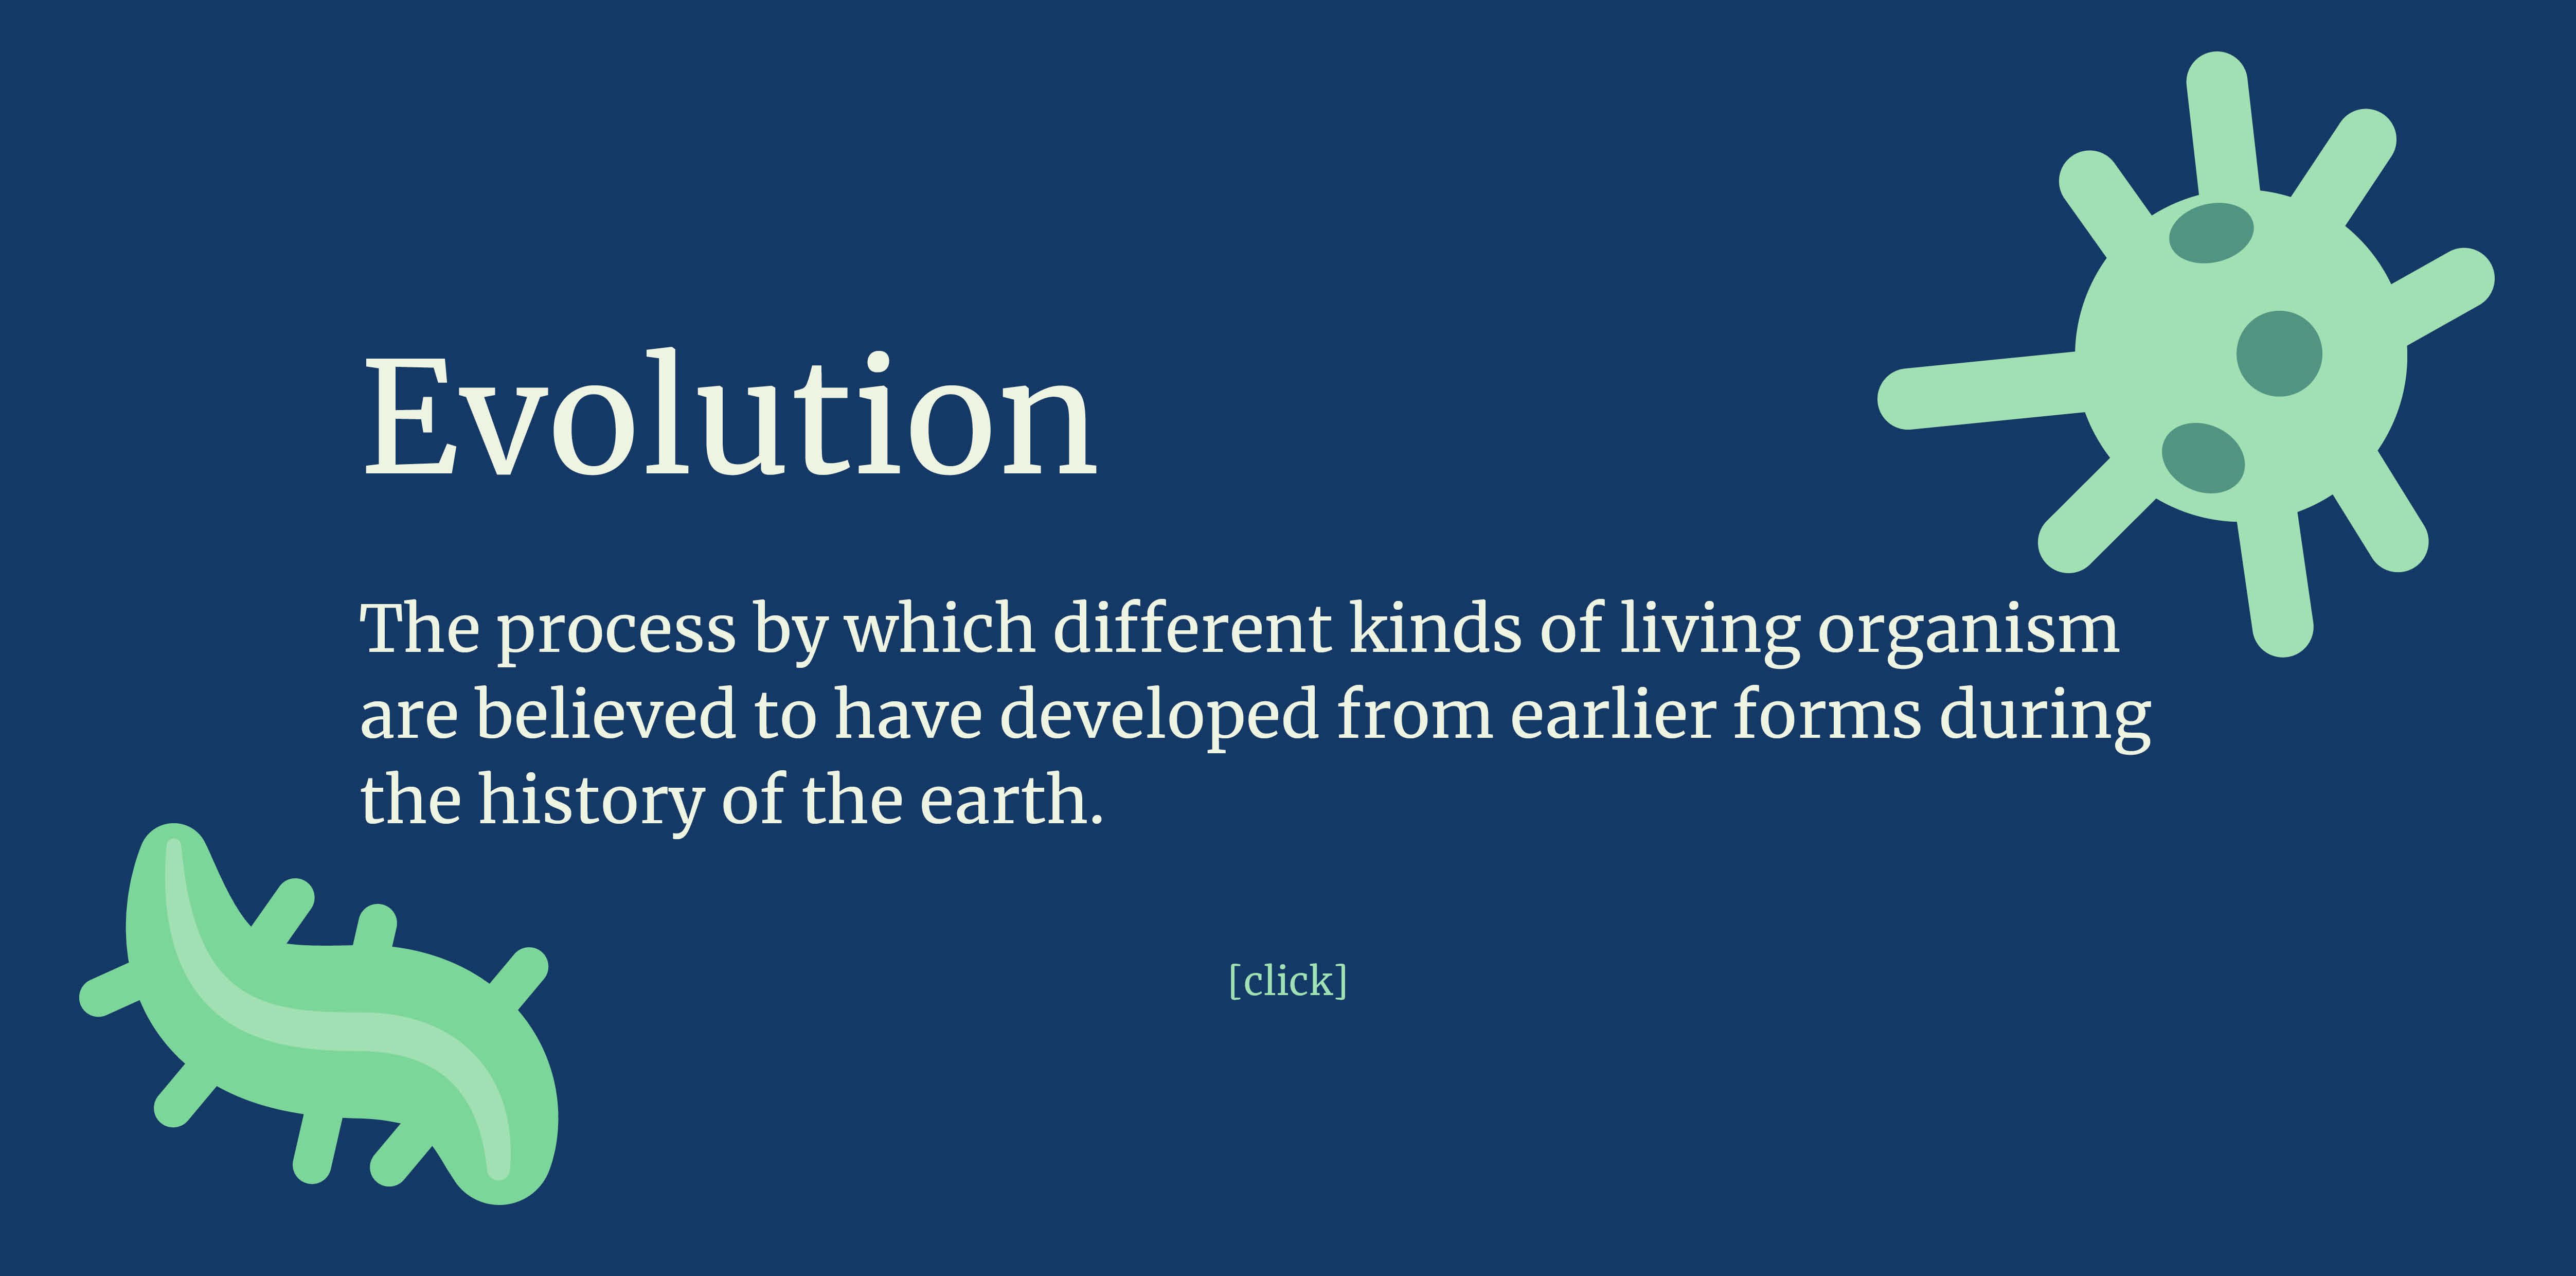 Evolution
The process by which different kinds of living organism
are believed to have developed from earlier forms during
the history of the earth.
[click]